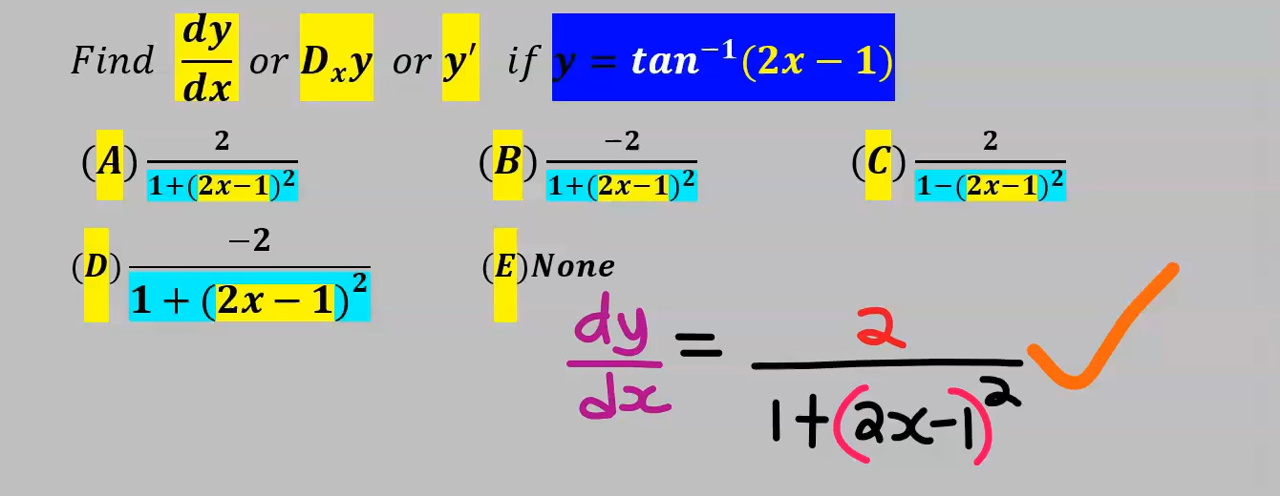 Find dy/dx or Dₓy or y′ if y = tan⁻¹(2x − 1)
(A) 2/(1+(2x−1)²) (B) −2/(1+(2x−1)²) (C) 2/(1−(2x−1)²)
(D) −2/(1 + (2x − 1)²) (E) None
dy/dx = 2/(1+(2x-1)²) ✓